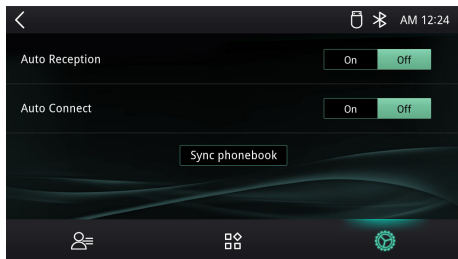 AM 12:24
Auto Reception On Off
Auto Connect On Off
Sync phonebook